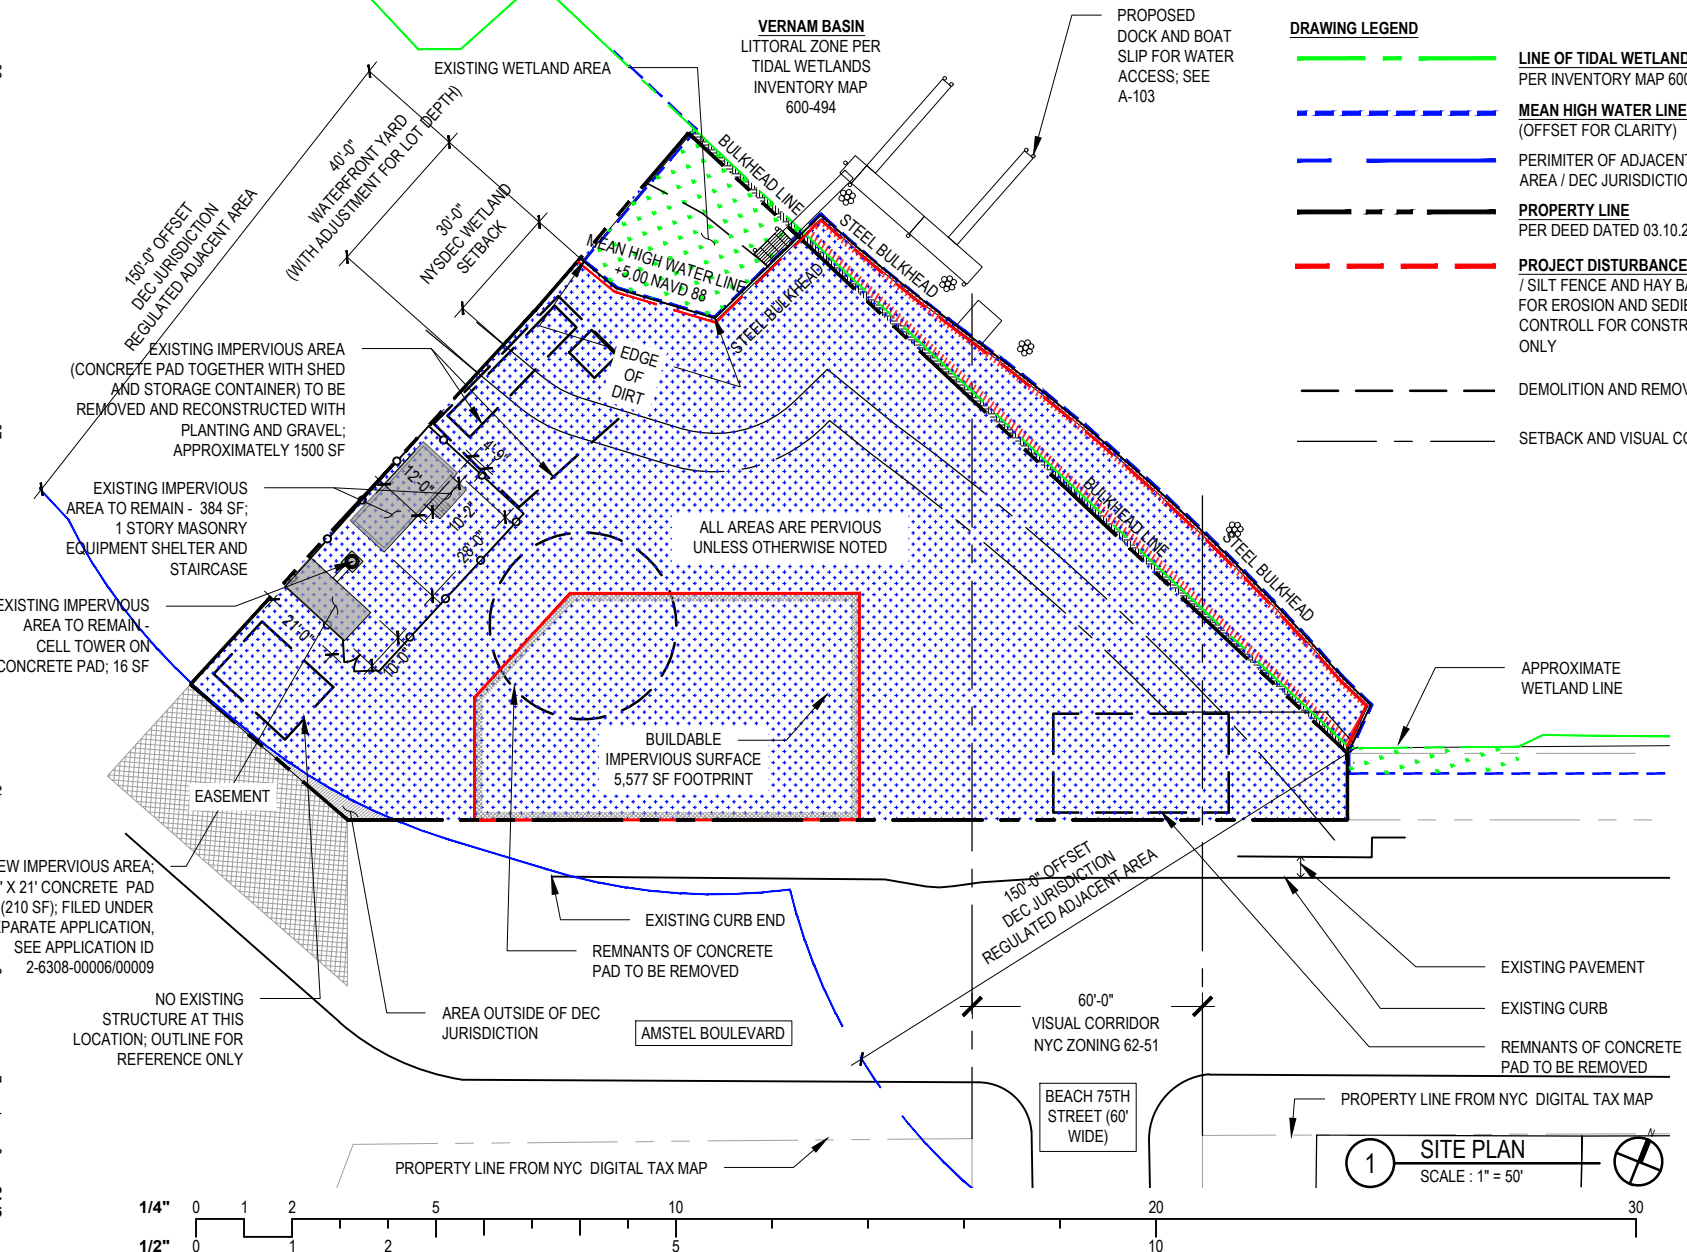 VERNAM BASIN
LITTORAL ZONE PER
TIDAL WETLANDS
INVENTORY MAP
600-494
PROPOSED
DOCK AND BOAT
SLIP FOR WATER
ACCESS; SEE
A-103
DRAWING LEGEND
LINE OF TIDAL WETLAND
PER INVENTORY MAP 600
MEAN HIGH WATER LINE
(OFFSET FOR CLARITY)
PERIMITER OF ADJACENT
AREA / DEC JURISDICTIO
PROPERTY LINE
PER DEED DATED 03.10.2
PROJECT DISTURBANCE
/ SILT FENCE AND HAY BA
FOR EROSION AND SEDIE
CONTROLL FOR CONSTR
ONLY
DEMOLITION AND REMOV
SETBACK AND VISUAL CO
EXISTING WETLAND AREA
150'-0" OFFSET
DEC JURISDICTION
REGULATED ADJACENT AREA
40'-0"
WATERFRONT YARD
(WITH ADJUSTMENT FOR LOT DEPTH)
30'-0"
NYSDEC WETLAND
SETBACK
BULKHEAD LINE
STEEL BULKHEAD
MEAN HIGH WATER LINE
+5.00 NAVD 88
STEEL BULKHEAD
EDGE
OF
DIRT
EXISTING IMPERVIOUS AREA
(CONCRETE PAD TOGETHER WITH SHED
AND STORAGE CONTAINER) TO BE
REMOVED AND RECONSTRUCTED WITH
PLANTING AND GRAVEL;
APPROXIMATELY 1500 SF
EXISTING IMPERVIOUS
AREA TO REMAIN - 384 SF;
1 STORY MASONRY
EQUIPMENT SHELTER AND
STAIRCASE
EXISTING IMPERVIOUS
AREA TO REMAIN -
CELL TOWER ON
CONCRETE PAD; 16 SF
4'-9"
12'-0"
10'-2"
28'-0"
21'-0"
10'-0"
ALL AREAS ARE PERVIOUS
UNLESS OTHERWISE NOTED
BULKHEAD LINE
STEEL BULKHEAD
APPROXIMATE
WETLAND LINE
BUILDABLE
IMPERVIOUS SURFACE
5,577 SF FOOTPRINT
EASEMENT
EW IMPERVIOUS AREA;
' X 21' CONCRETE PAD
(210 SF); FILED UNDER
EPARATE APPLICATION,
SEE APPLICATION ID
2-6308-00006/00009
NO EXISTING
STRUCTURE AT THIS
LOCATION; OUTLINE FOR
REFERENCE ONLY
EXISTING CURB END
REMNANTS OF CONCRETE
PAD TO BE REMOVED
AREA OUTSIDE OF DEC
JURISDICTION
AMSTEL BOULEVARD
150'-0" OFFSET
DEC JURISDICTION
REGULATED ADJACENT AREA
60'-0"
VISUAL CORRIDOR
NYC ZONING 62-51
BEACH 75TH
STREET (60'
WIDE)
EXISTING PAVEMENT
EXISTING CURB
REMNANTS OF CONCRETE
PAD TO BE REMOVED
PROPERTY LINE FROM NYC DIGITAL TAX MAP
PROPERTY LINE FROM NYC DIGITAL TAX MAP
1
SITE PLAN
SCALE : 1" = 50'
N
1/4" 0 1 2 5 10 20 30
1/2" 0 1 2 5 10